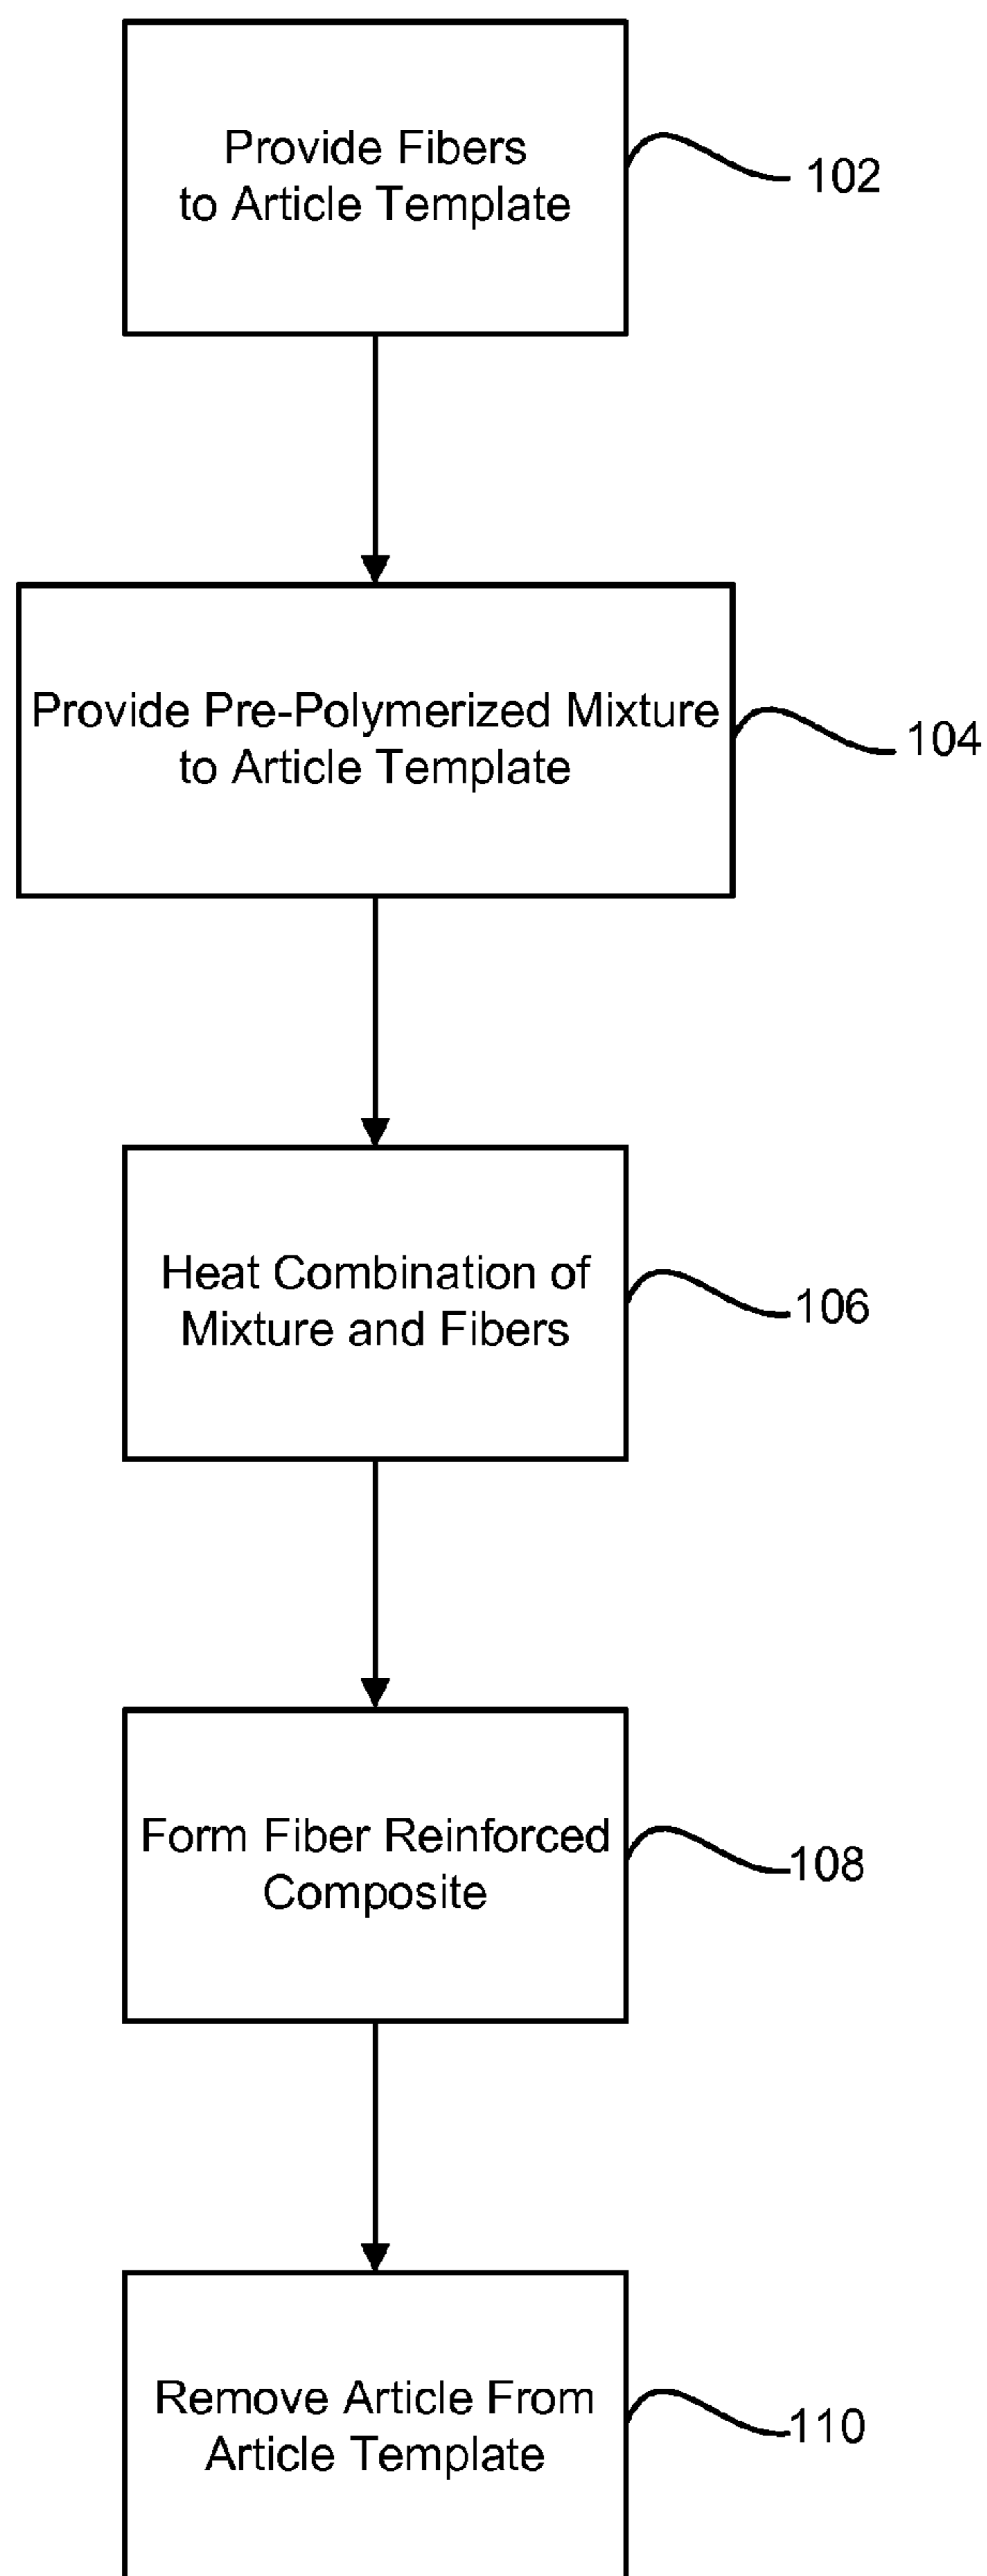 Provide Fibers
to Article Template
102
Provide Pre-Polymerized Mixture
to Article Template
104
Heat Combination of
Mixture and Fibers
106
Form Fiber Reinforced
Composite
108
Remove Article From
Article Template
110